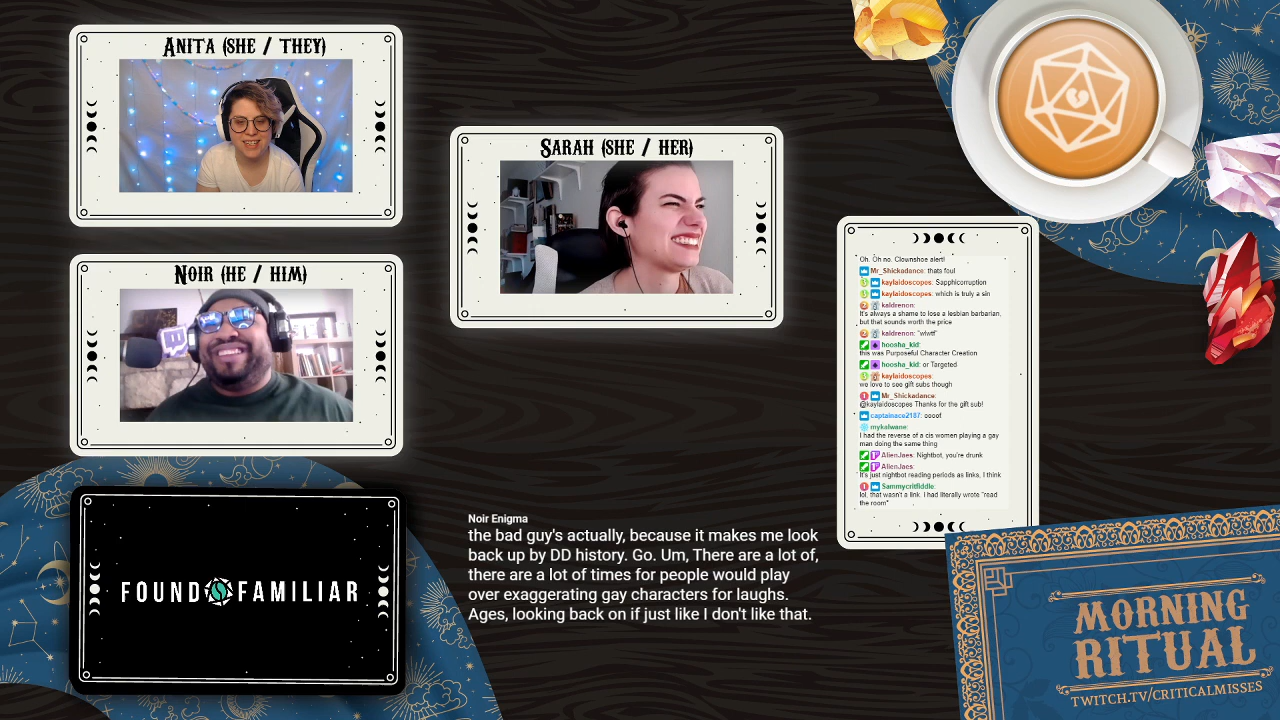 ANITA (SHE / THEY)
SARAH (SHE / HER)
NOIR (HE / HIM)
FOUND FAMILIAR
Oh. Oh no. Clownshoe alert!
Mr_Shickadance: thats foul
kaylaidoscopes: Sapphicorruption
kaylaidoscopes: which is truly a sin
kaldrenon:
It's always a shame to lose a lesbian barbarian,
but that sounds worth the price
kaldrenon: "wlwtf"
hoosha_kid:
this was Purposeful Character Creation
hoosha_kid: or Targeted
kaylaidoscopes:
we love to see gift subs though
Mr_Shickadance:
@kaylaidoscopes Thanks for the gift sub!
captainace2187: oooof
mykalwane:
I had the reverse of a cis women playing a gay
man doing the same thing
AlienJaes: Nightbot, you're drunk
AlienJaes:
It's just nightbot reading periods as links, I think
Sammycritfiddle:
lol, that wasn't a link. I had literally wrote "read
the room"
Noir Enigma
the bad guy's actually, because it makes me look
back up by DD history. Go. Um, There are a lot of,
there are a lot of times for people would play
over exaggerating gay characters for laughs.
Ages, looking back on if just like I don't like that.
MORNING
RITUAL
TWITCH.TV/CRITICALMISSES